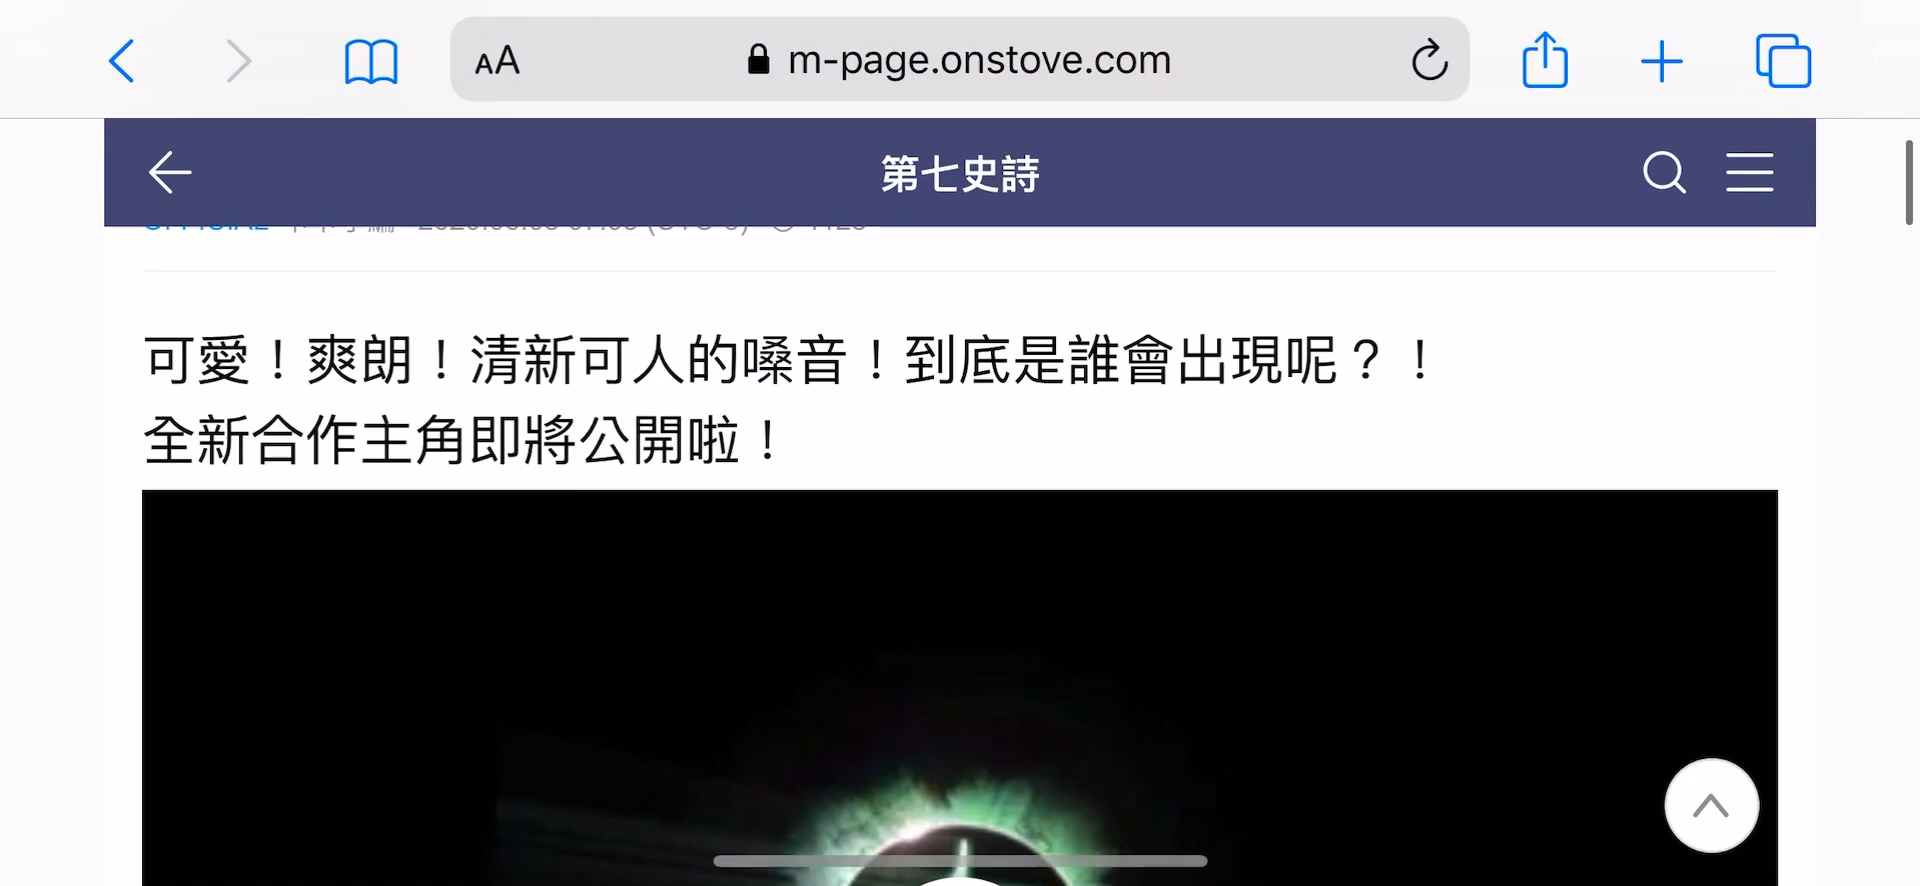 AA
m-page.onstove.com
第七史詩
可愛！爽朗！清新可人的嗓音！到底是誰會出現呢？！
全新合作主角即將公開啦！